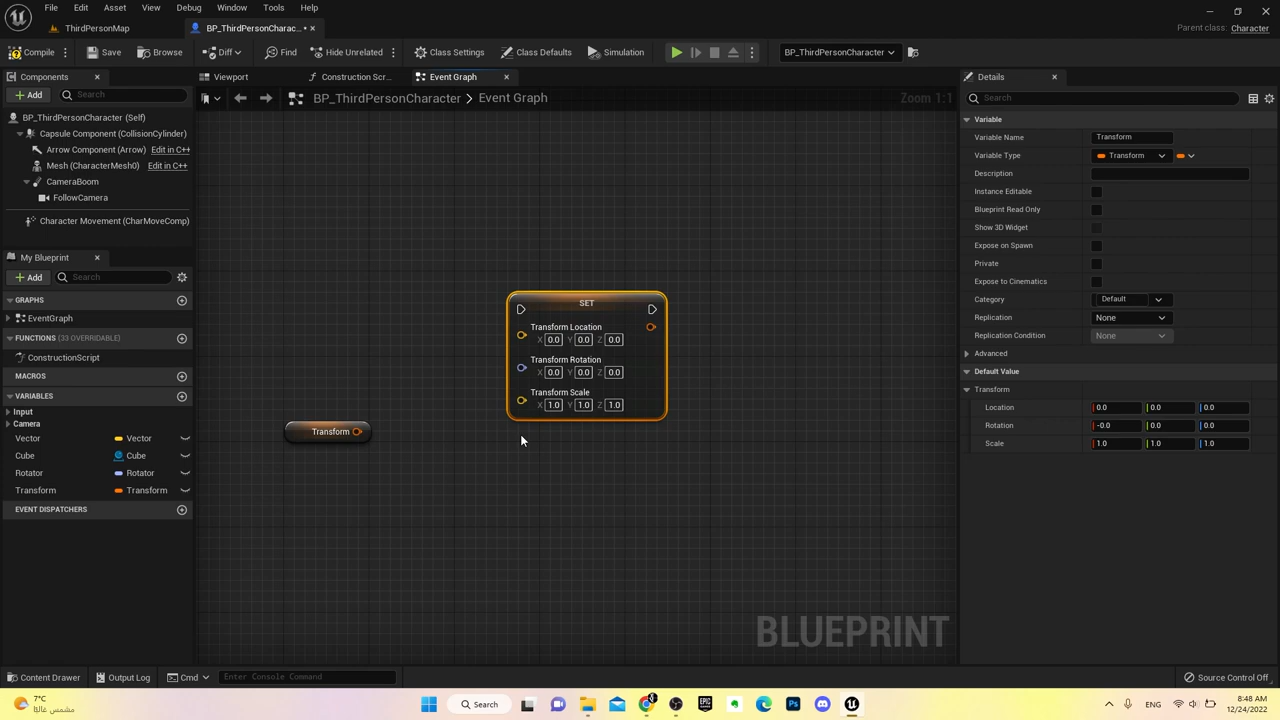 File Edit Asset View Debug Window Tools Help
ThirdPersonMap BP_ThirdPersonCharac... •
Parent class: Character
Compile Save Browse Diff Find Hide Unrelated Class Settings Class Defaults Simulation BP_ThirdPersonCharacter
Components
Add Search
BP_ThirdPersonCharacter (Self)
Capsule Component (CollisionCylinder)
Arrow Component (Arrow) Edit in C++
Mesh (CharacterMesh0) Edit in C++
CameraBoom
FollowCamera
Character Movement (CharMoveComp)
My Blueprint
Add Search
GRAPHS
EventGraph
FUNCTIONS (33 OVERRIDABLE)
ConstructionScript
MACROS
VARIABLES
Input
Camera
Vector Vector
Cube Cube
Rotator Rotator
Transform Transform
EVENT DISPATCHERS
Viewport Construction Scr... Event Graph
BP_ThirdPersonCharacter > Event Graph Zoom 1:1
SET
Transform Location
X 0.0 Y 0.0 Z 0.0
Transform Rotation
X 0.0 Y 0.0 Z 0.0
Transform Scale
X 1.0 Y 1.0 Z 1.0
Transform
BLUEPRINT
Details
Search
Variable
Variable Name Transform
Variable Type Transform
Description
Instance Editable
Blueprint Read Only
Show 3D Widget
Expose on Spawn
Private
Expose to Cinematics
Category Default
Replication None
Replication Condition None
Advanced
Default Value
Transform
Location 0.0 0.0 0.0
Rotation -0.0 0.0 0.0
Scale 1.0 1.0 1.0
Content Drawer Output Log Cmd Enter Console Command Source Control Off
7°C
مشمس غالبًا
Search
ENG
8:48 AM
12/24/2022